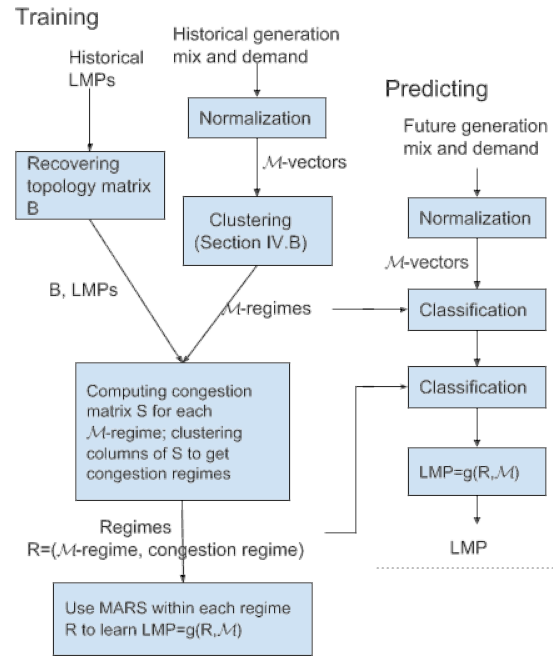 Training
Historical
LMPs
Historical generation
mix and demand
Normalization
ℳ-vectors
Recovering
topology matrix
B
Clustering
(Section IV.B)
B, LMPs
ℳ-regimes
Computing congestion
matrix S for each
ℳ-regime; clustering
columns of S to get
congestion regimes
Regimes
R=(ℳ-regime, congestion regime)
Use MARS within each regime
R to learn LMP=g(R,ℳ)
Predicting
Future generation
mix and demand
Normalization
ℳ-vectors
Classification
Classification
LMP=g(R,ℳ)
LMP